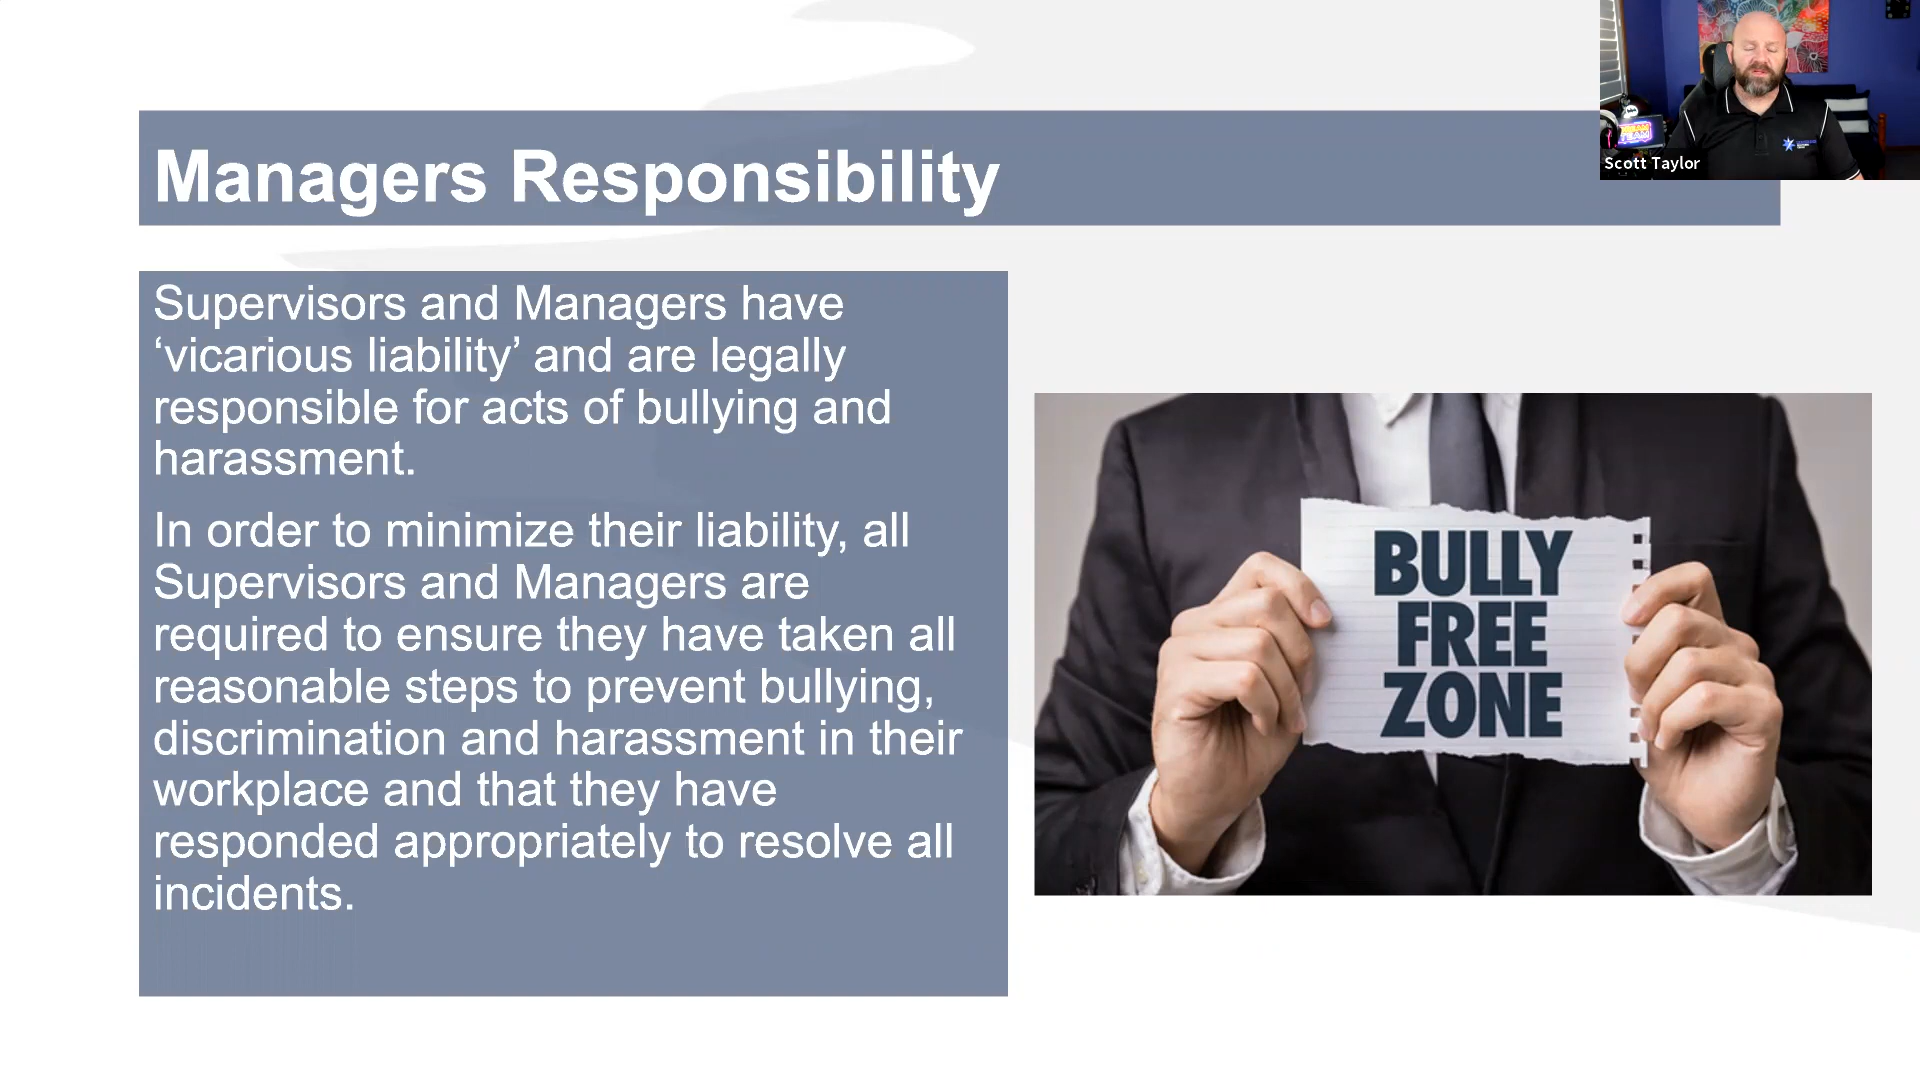 Managers Responsibility
Scott Taylor
Supervisors and Managers have
‘vicarious liability’ and are legally
responsible for acts of bullying and
harassment.
In order to minimize their liability, all
Supervisors and Managers are
required to ensure they have taken all
reasonable steps to prevent bullying,
discrimination and harassment in their
workplace and that they have
responded appropriately to resolve all
incidents.
BULLY
FREE
ZONE